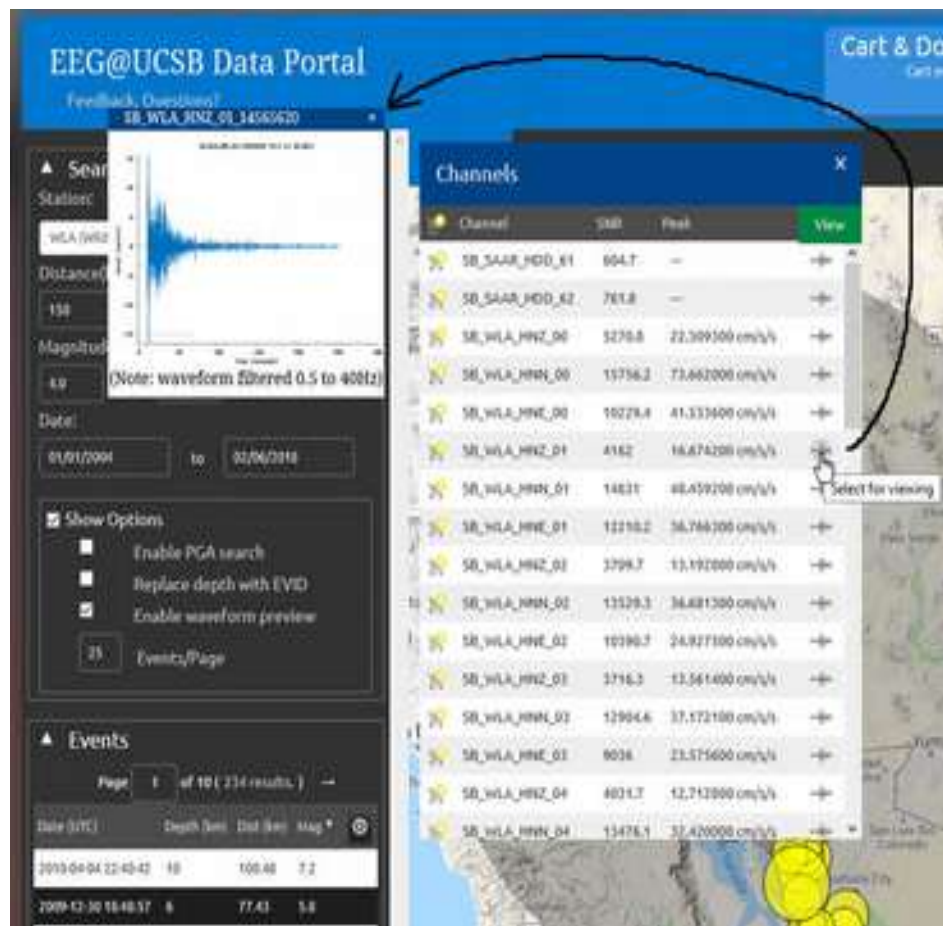 EEG@UCSB Data Portal
Cart & Do
Feedback, Questions?
SB_WLA_HNZ_01_14565620
(Note: waveform filtered 0.5 to 40Hz)
Sear
Station:
WLA
Distance
150
Magnitud
4.0
Date:
01/01/2004 to 02/06/2018
Show Options
Enable PGA search
Replace depth with EVID
Enable waveform preview
25 Events/Page
Events
Page 1 of 10 ( 234 results. ) →
Date (UTC) Depth (km) Dist (km) Mag
2010-04-04 22:40:42 10 100.48 7.2
2009-12-30 18:48:57 6 77.43 5.8
Channels x
Channel SNR Peak View
SB_SAAR_HDD_61 604.7 --
SB_SAAR_HDD_62 761.8 --
SB_WLA_HNZ_00 5270.8 22.309300 cm/s/s
SB_WLA_HNN_00 15756.2 73.662000 cm/s/s
SB_WLA_HNE_00 10229.4 41.533600 cm/s/s
SB_WLA_HNZ_01 4162 16.674200 cm/s/s
SB_WLA_HNN_01 14831 48.459200 cm/s/s
SB_WLA_HNE_01 12210.2 36.766300 cm/s/s
SB_WLA_HNZ_02 3709.7 13.192000 cm/s/s
SB_WLA_HNN_02 13529.3 36.681300 cm/s/s
SB_WLA_HNE_02 10390.7 24.927300 cm/s/s
SB_WLA_HNZ_03 3716.3 13.561400 cm/s/s
SB_WLA_HNN_03 12904.6 37.172100 cm/s/s
SB_WLA_HNE_03 9036 23.575600 cm/s/s
SB_WLA_HNZ_04 4031.7 12.712000 cm/s/s
SB_WLA_HNN_04 13476.1 32.420000 cm/s/s
Select for viewing